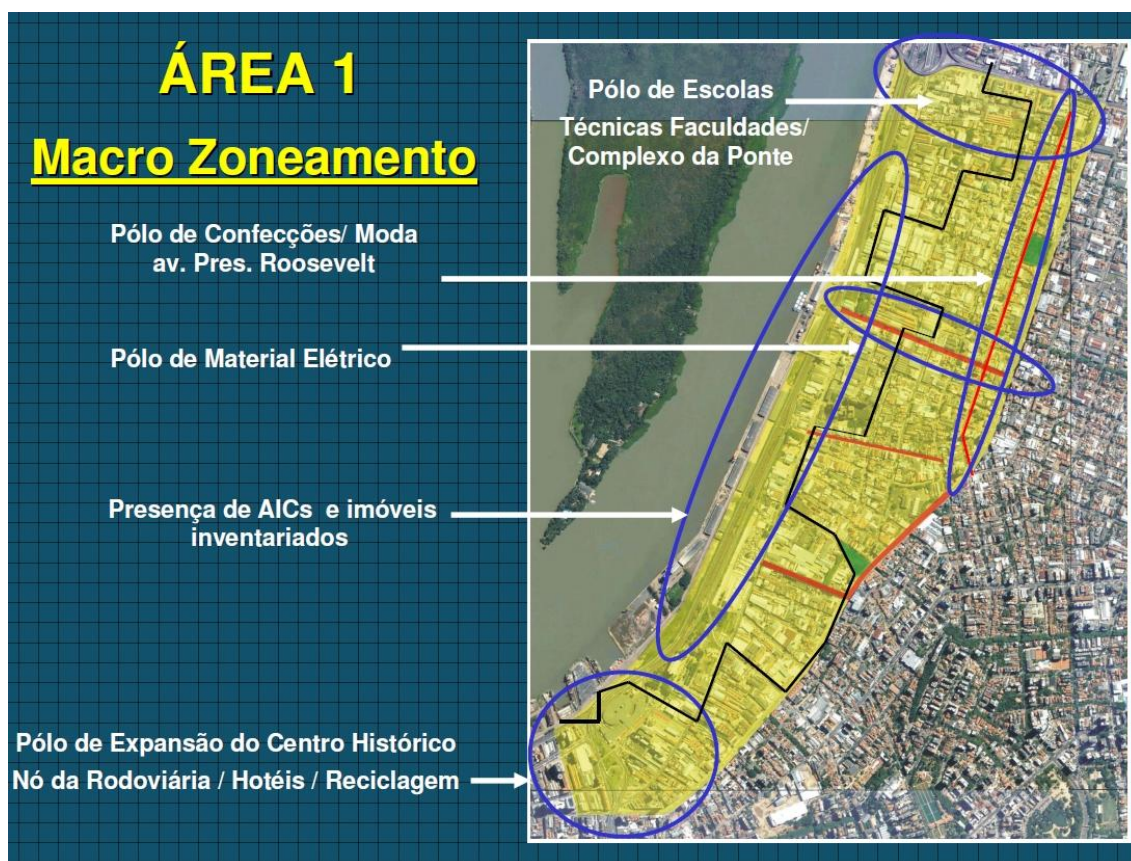 ÁREA 1
Macro Zoneamento
Pólo de Escolas
Técnicas Faculdades/
Complexo da Ponte
Pólo de Confecções/ Moda
av. Pres. Roosevelt
Pólo de Material Elétrico
Presença de AICs e imóveis
inventariados
Pólo de Expansão do Centro Histórico
Nó da Rodoviária / Hotéis / Reciclagem